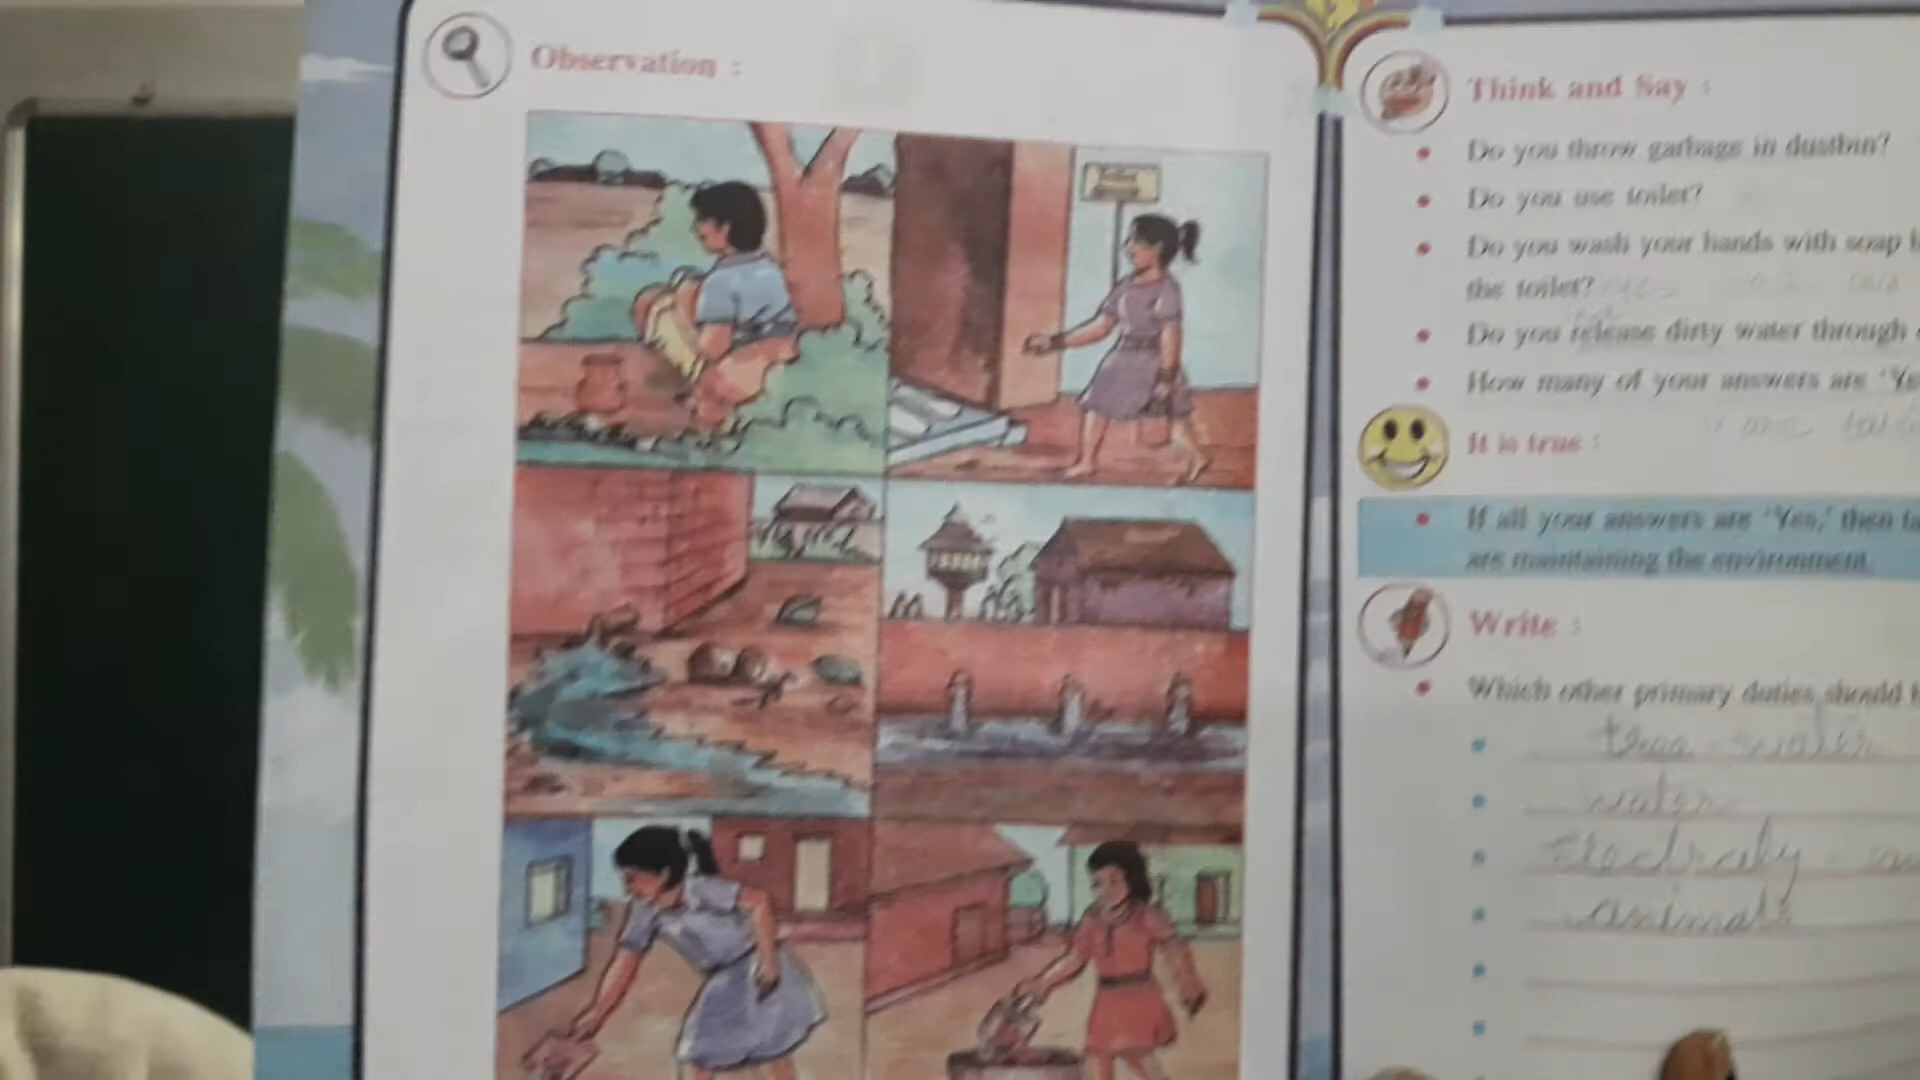 Observation :
Think and Say :
Do you throw garbage in dustbin?
Do you use toilet?
Do you wash your hands with soap
the toilet?
Do you release dirty water through
How many of your answers are 'Ye
It is true :
If all your answers are 'Yes,' then
are maintaining the environment.
Write :
Which other primary duties should
water
water
animals